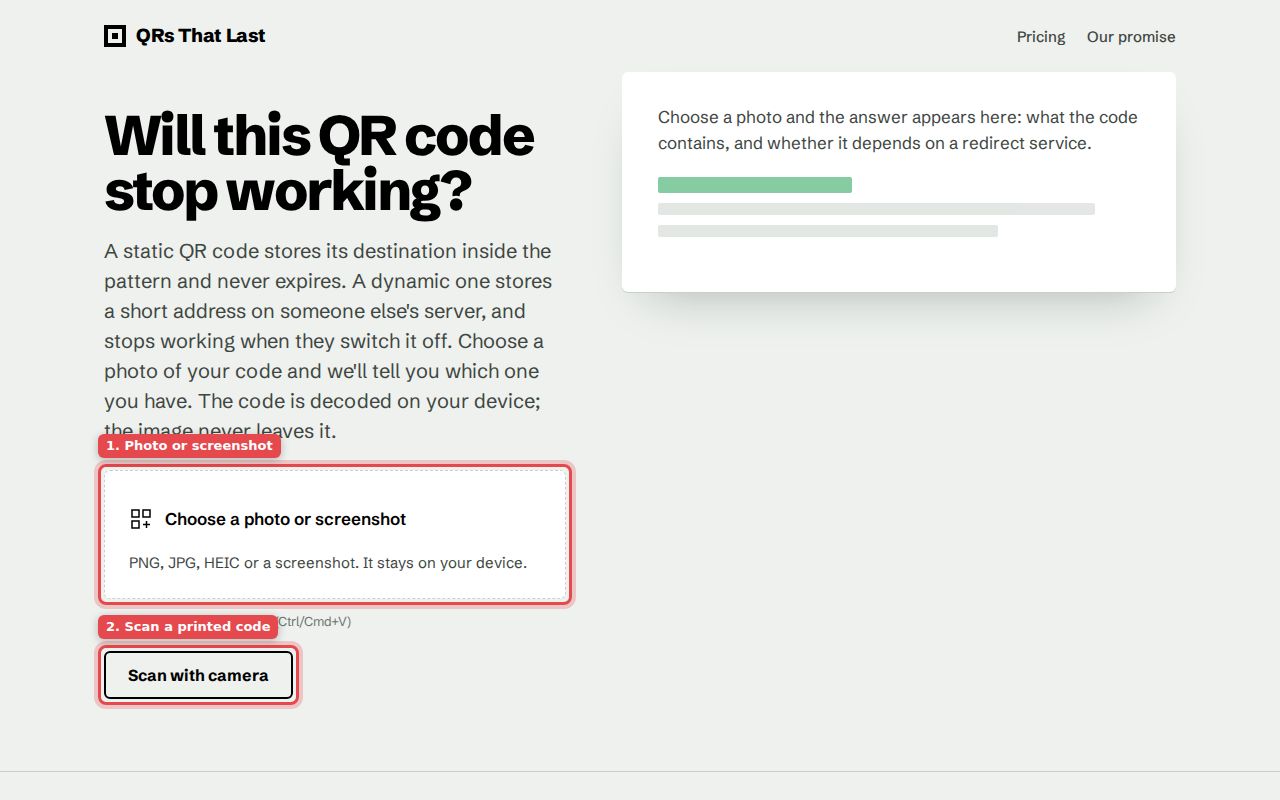 QRs That Last
Pricing
Our promise
Will this QR code
stop working?
A static QR code stores its destination inside the
pattern and never expires. A dynamic one stores
a short address on someone else's server, and
stops working when they switch it off. Choose a
photo of your code and we'll tell you which one
you have. The code is decoded on your device;
the image never leaves it.
1. Photo or screenshot
Choose a photo or screenshot
PNG, JPG, HEIC or a screenshot. It stays on your device.
Ctrl/Cmd+V)
2. Scan a printed code
Scan with camera
Choose a photo and the answer appears here: what the code
contains, and whether it depends on a redirect service.